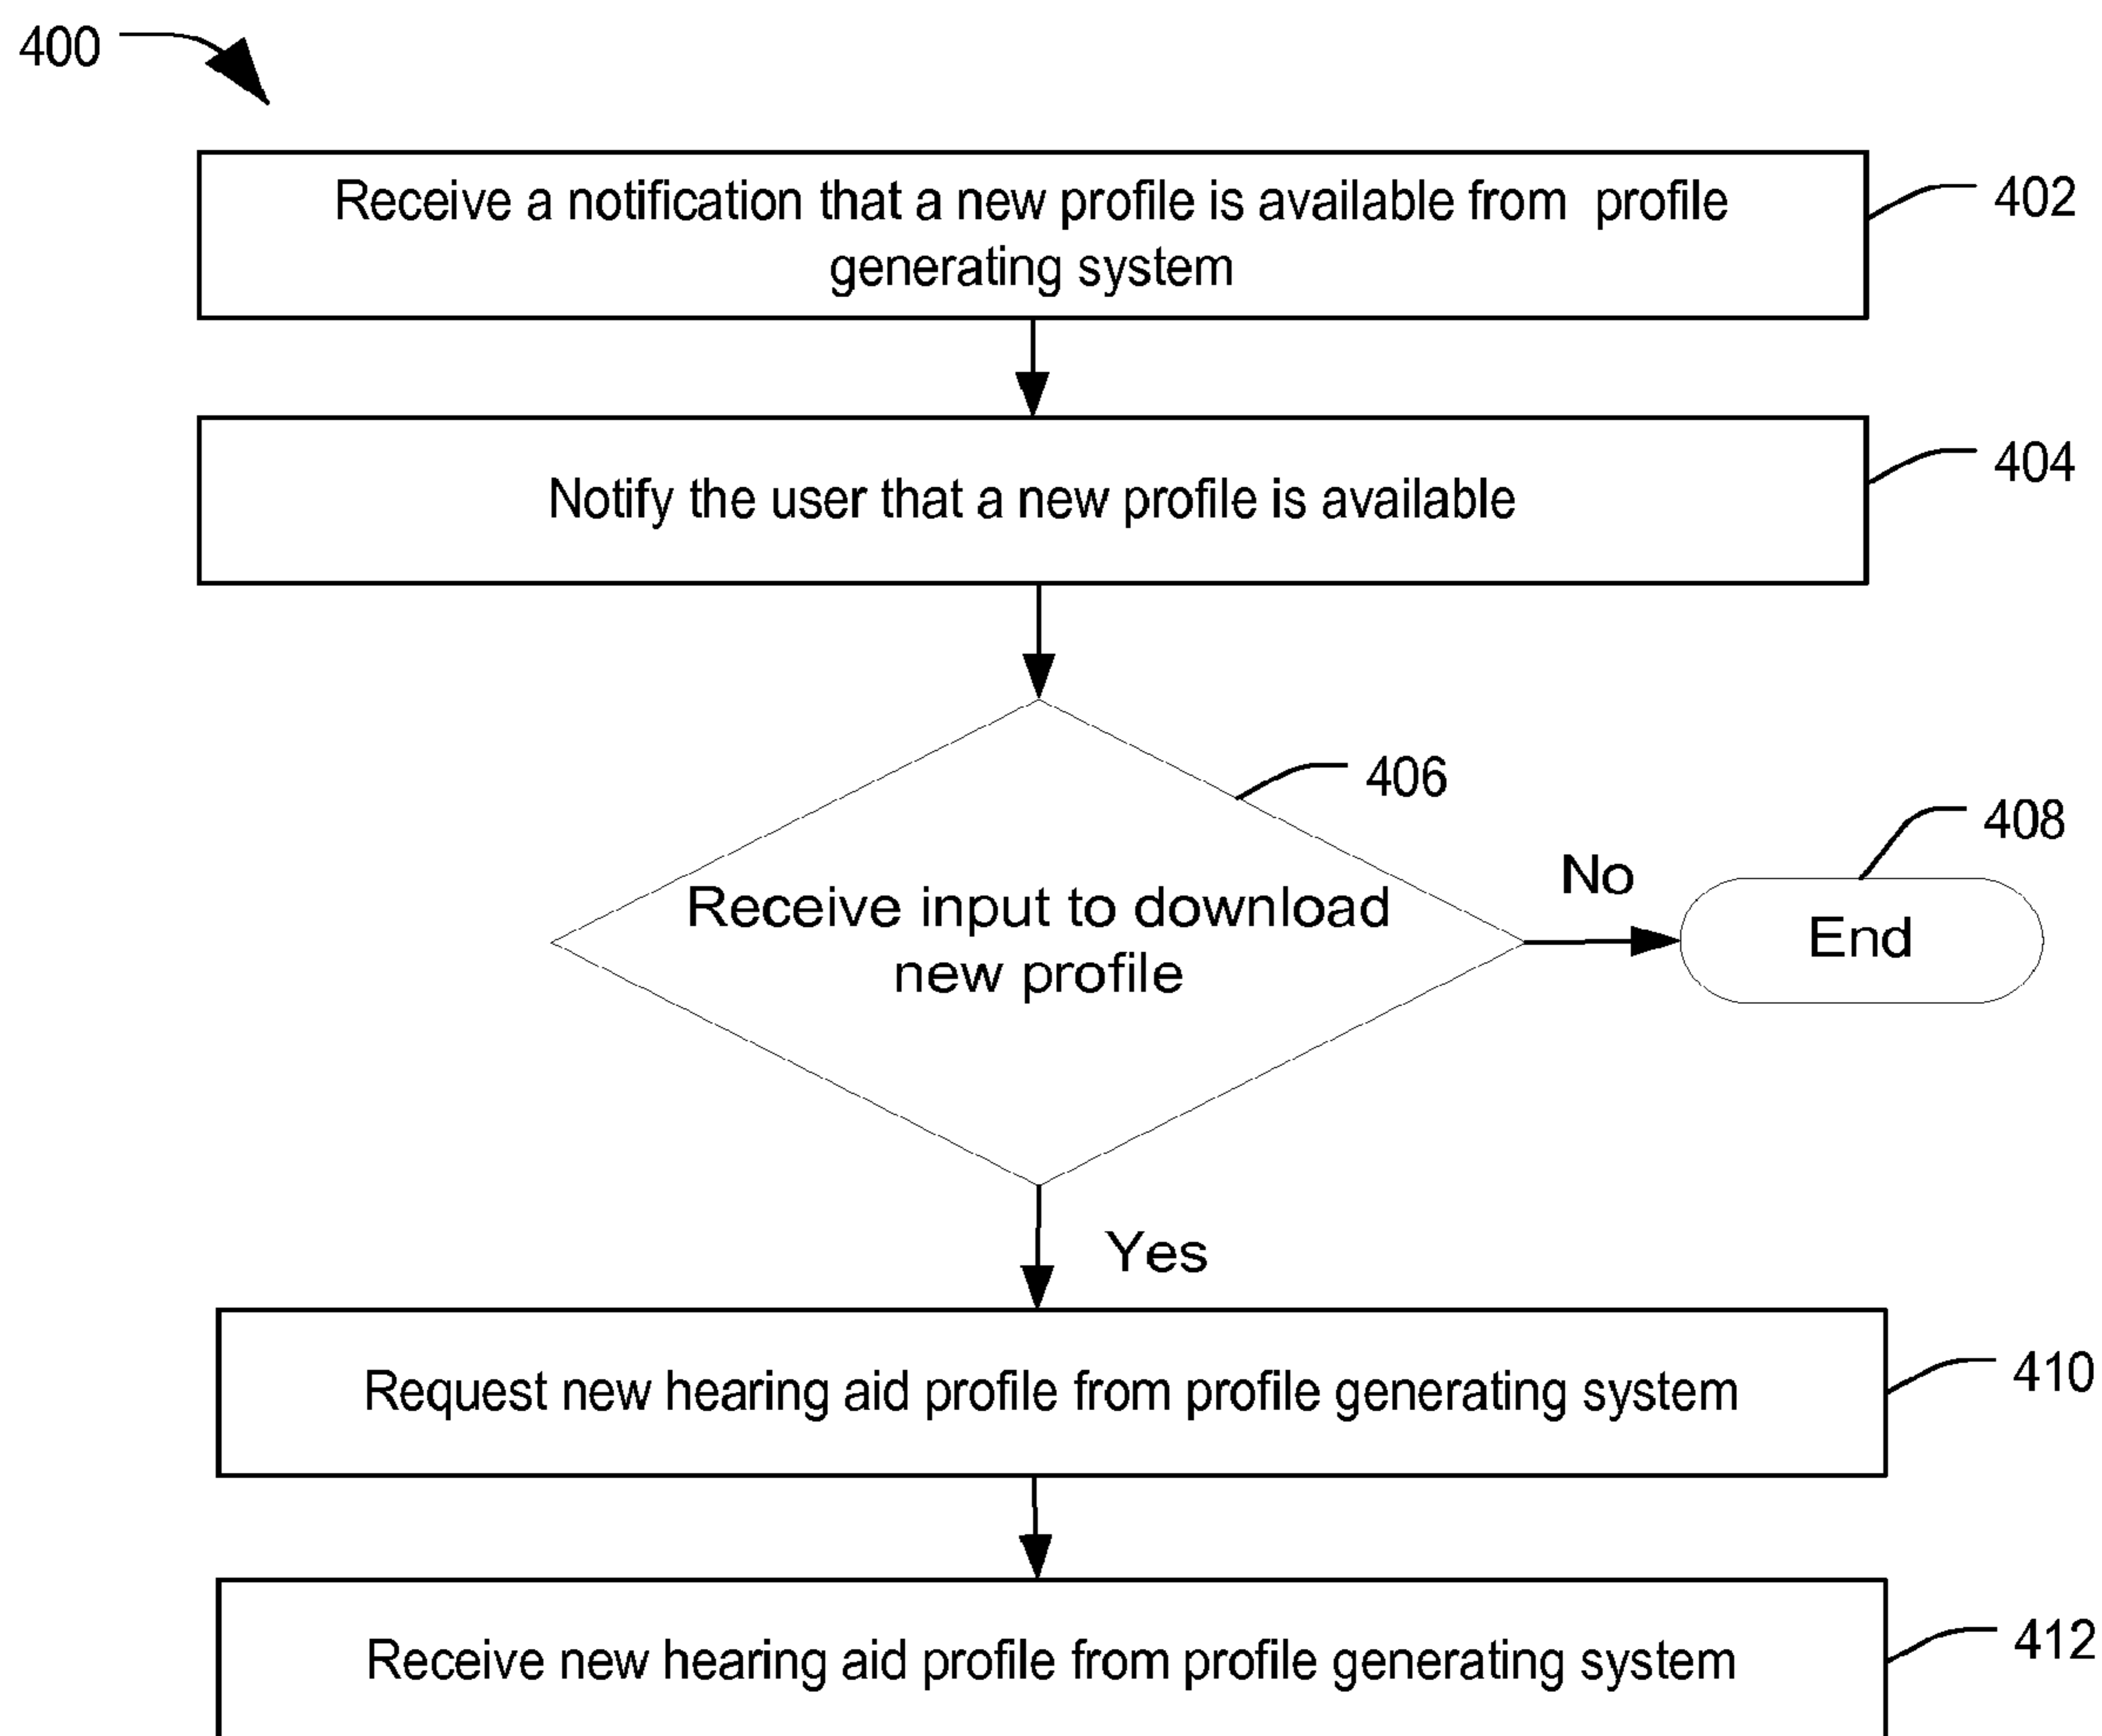 400
Receive a notification that a new profile is available from profile
generating system
402
Notify the user that a new profile is available
404
406
Receive input to download
new profile
No
408
End
Yes
Request new hearing aid profile from profile generating system
410
Receive new hearing aid profile from profile generating system
412